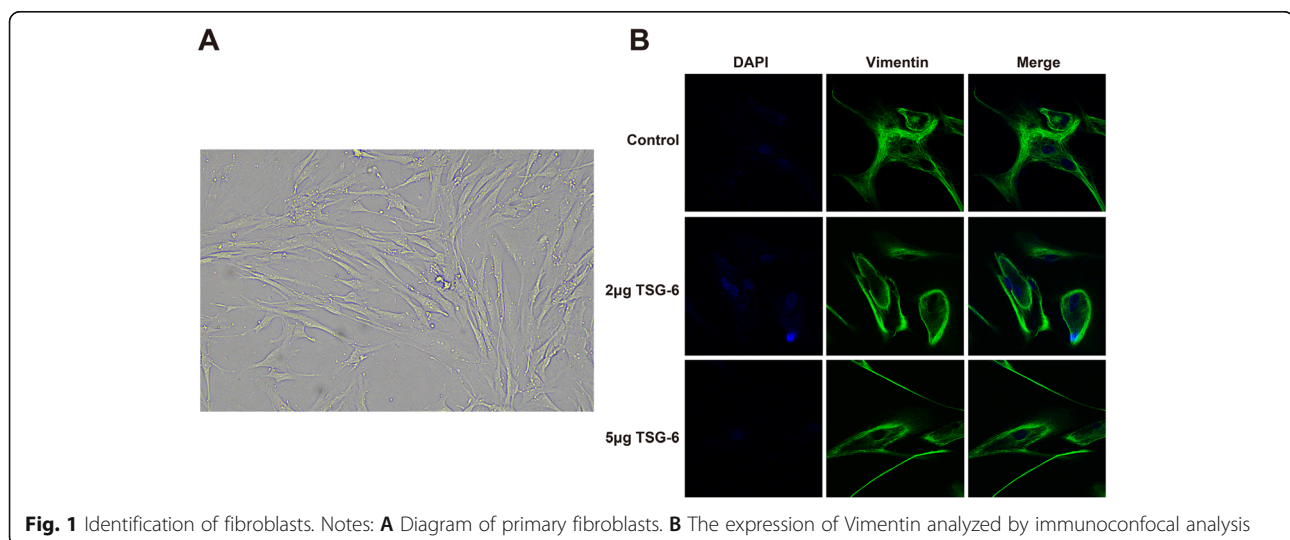 A
B
DAPI Vimentin Merge
Control
2µg TSG-6
5µg TSG-6
Fig. 1 Identification of fibroblasts. Notes: A Diagram of primary fibroblasts. B The expression of Vimentin analyzed by immunoconfocal analysis